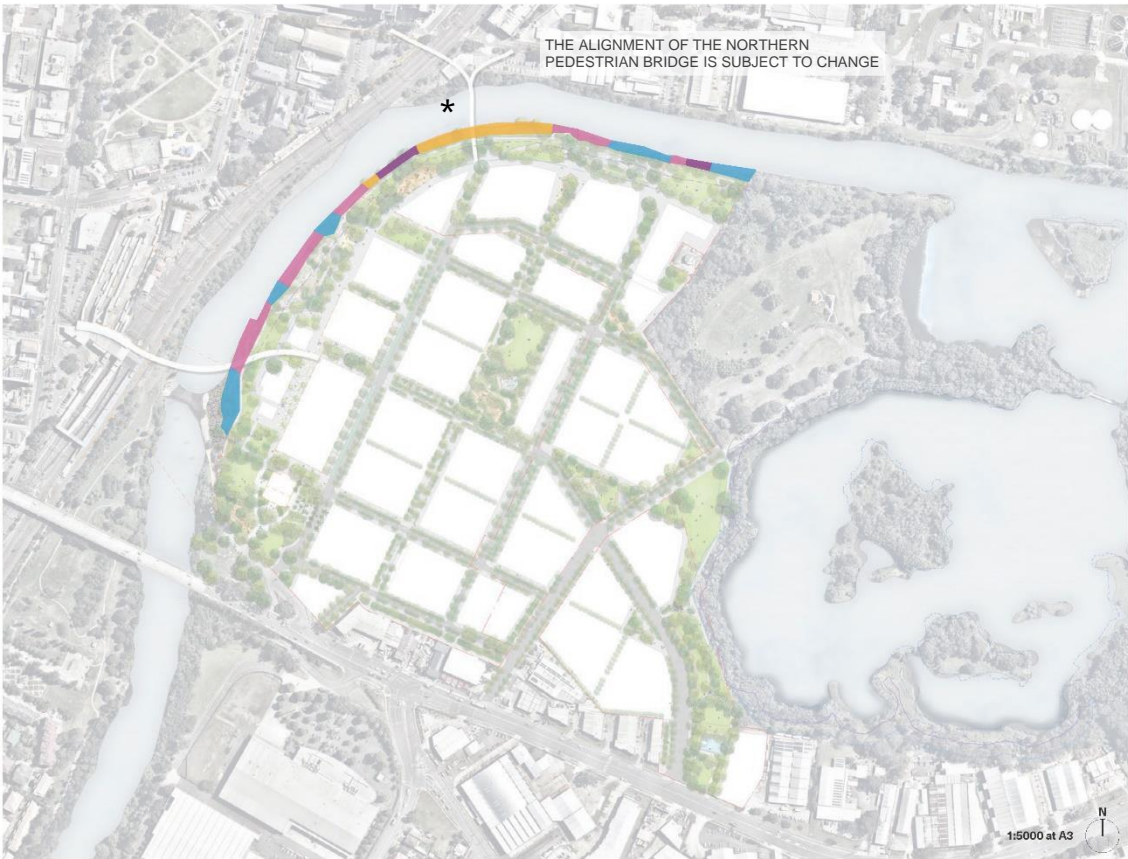 THE ALIGNMENT OF THE NORTHERN
PEDESTRIAN BRIDGE IS SUBJECT TO CHANGE
*
N
1:5000 at A3